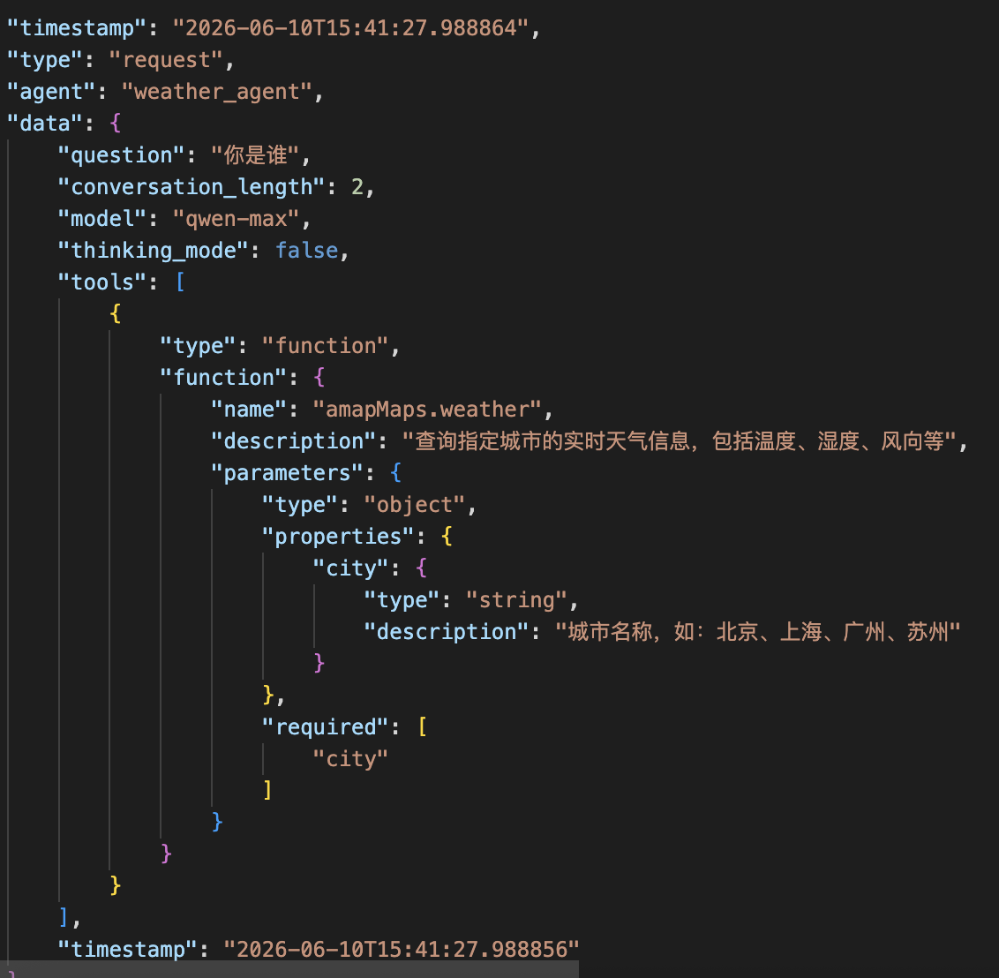 "timestamp": "2026-06-10T15:41:27.988864",
"type": "request",
"agent": "weather_agent",
"data": {
"question": "你是谁",
"conversation_length": 2,
"model": "qwen-max",
"thinking_mode": false,
"tools": [
{
"type": "function",
"function": {
"name": "amapMaps.weather",
"description": "查询指定城市的实时天气信息，包括温度、湿度、风向等",
"parameters": {
"type": "object",
"properties": {
"city": {
"type": "string",
"description": "城市名称，如：北京、上海、广州、苏州"
}
},
"required": [
"city"
]
}
}
}
],
"timestamp": "2026-06-10T15:41:27.988856"
}